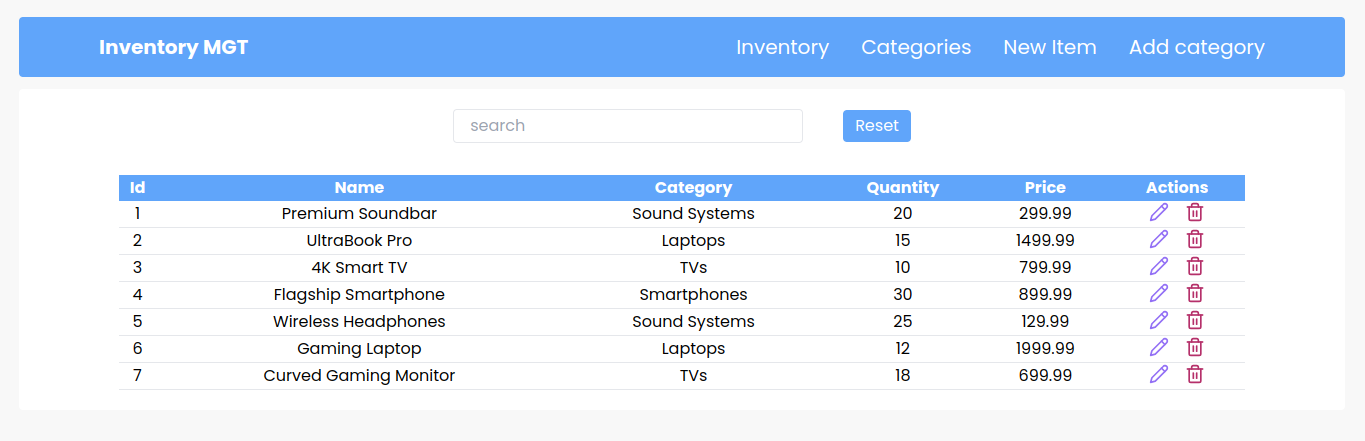 Inventory MGT Inventory Categories New Item Add category
search Reset
Id Name Category Quantity Price Actions
1 Premium Soundbar Sound Systems 20 299.99
2 UltraBook Pro Laptops 15 1499.99
3 4K Smart TV TVs 10 799.99
4 Flagship Smartphone Smartphones 30 899.99
5 Wireless Headphones Sound Systems 25 129.99
6 Gaming Laptop Laptops 12 1999.99
7 Curved Gaming Monitor TVs 18 699.99